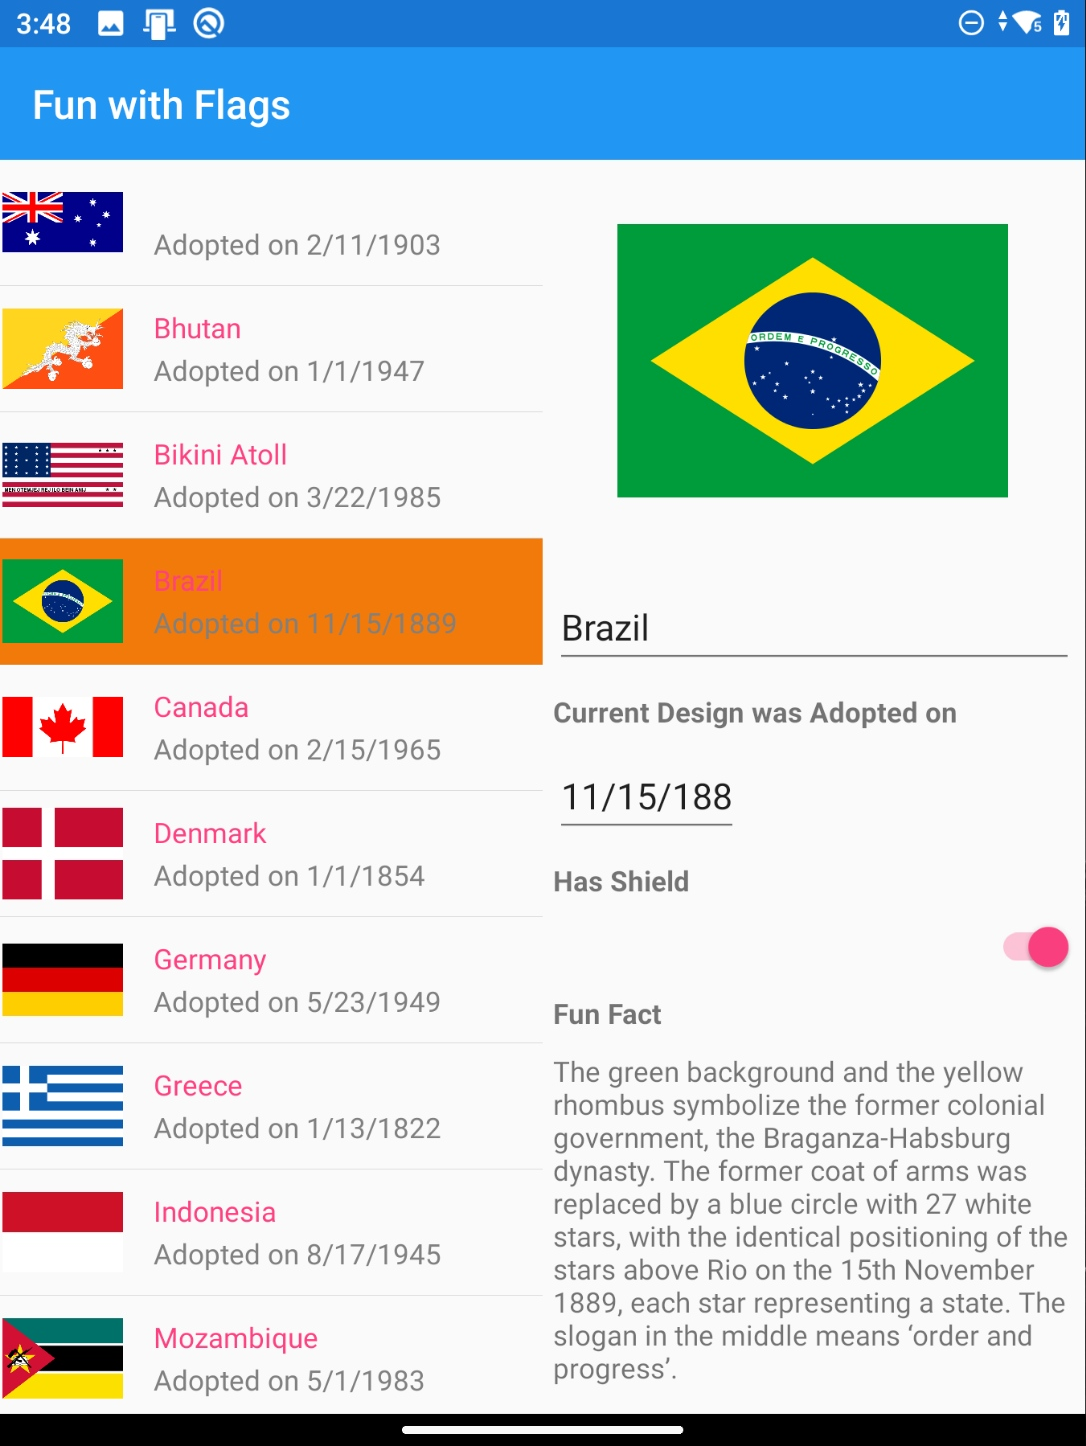 3:48
5
Fun with Flags
Adopted on 2/11/1903
Bhutan
Adopted on 1/1/1947
Bikini Atoll
Adopted on 3/22/1985
Brazil
Adopted on 11/15/1889
Canada
Adopted on 2/15/1965
Denmark
Adopted on 1/1/1854
Germany
Adopted on 5/23/1949
Greece
Adopted on 1/13/1822
Indonesia
Adopted on 8/17/1945
Mozambique
Adopted on 5/1/1983
ORDEM E PROGRESSO
Brazil
Current Design was Adopted on
11/15/188
Has Shield
Fun Fact
The green background and the yellow
rhombus symbolize the former colonial
government, the Braganza-Habsburg
dynasty. The former coat of arms was
replaced by a blue circle with 27 white
stars, with the identical positioning of the
stars above Rio on the 15th November
1889, each star representing a state. The
slogan in the middle means ‘order and
progress’.